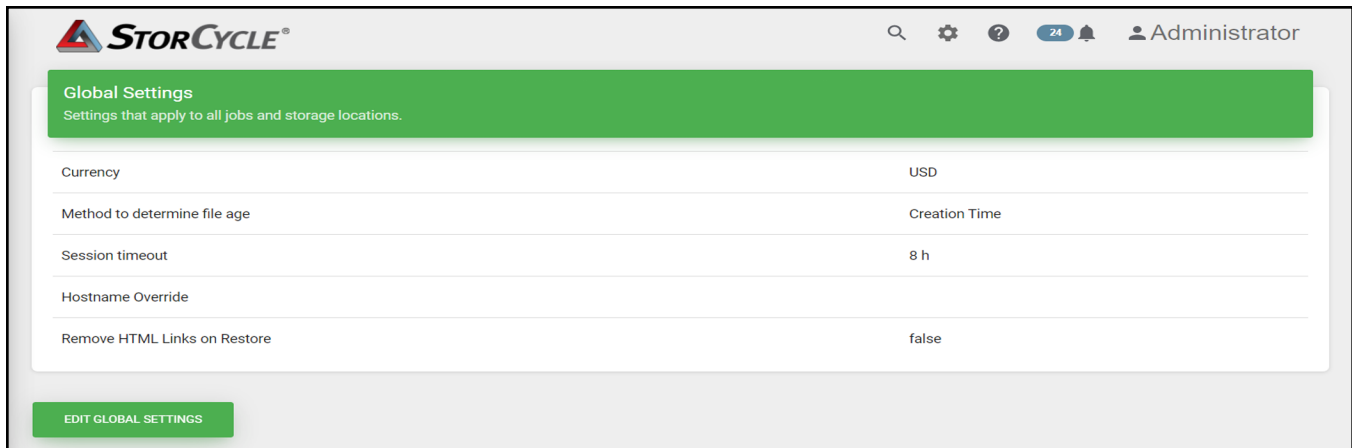 STORCYCLE®
24 Administrator
Global Settings
Settings that apply to all jobs and storage locations.
Currency USD
Method to determine file age Creation Time
Session timeout 8 h
Hostname Override
Remove HTML Links on Restore false
EDIT GLOBAL SETTINGS